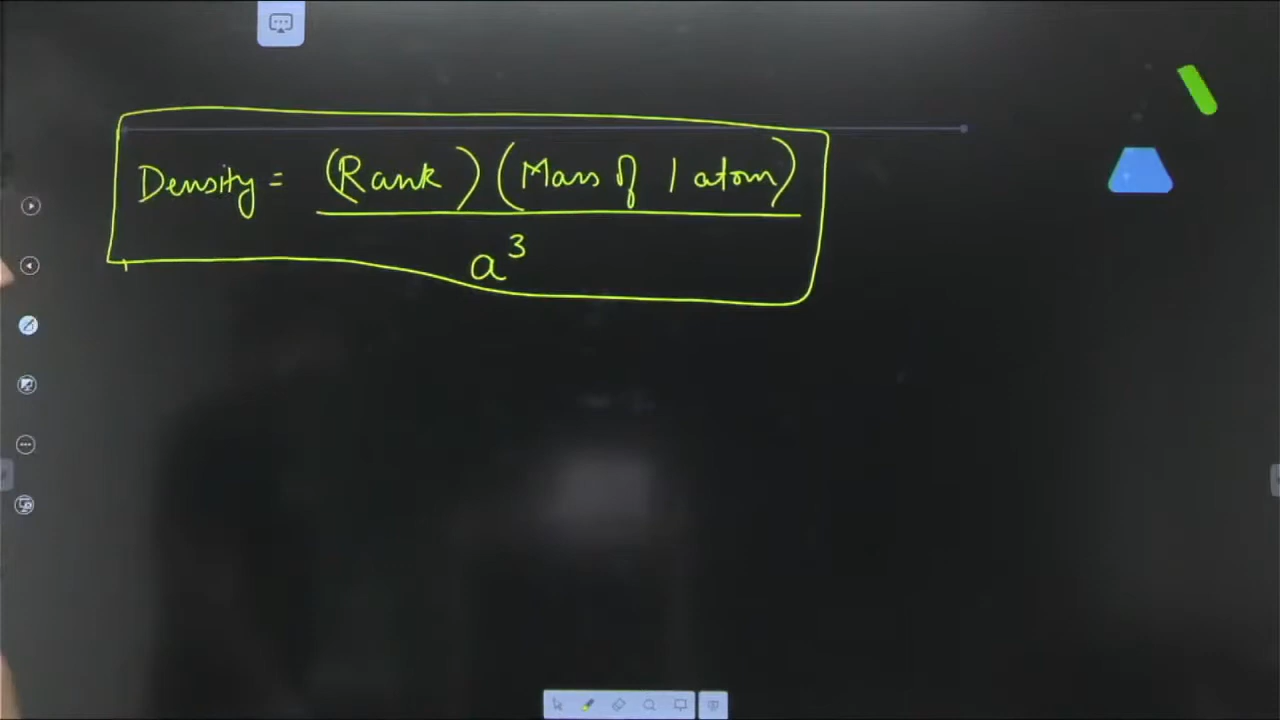 Density = (Rank) (Mass of 1 atom)
a³